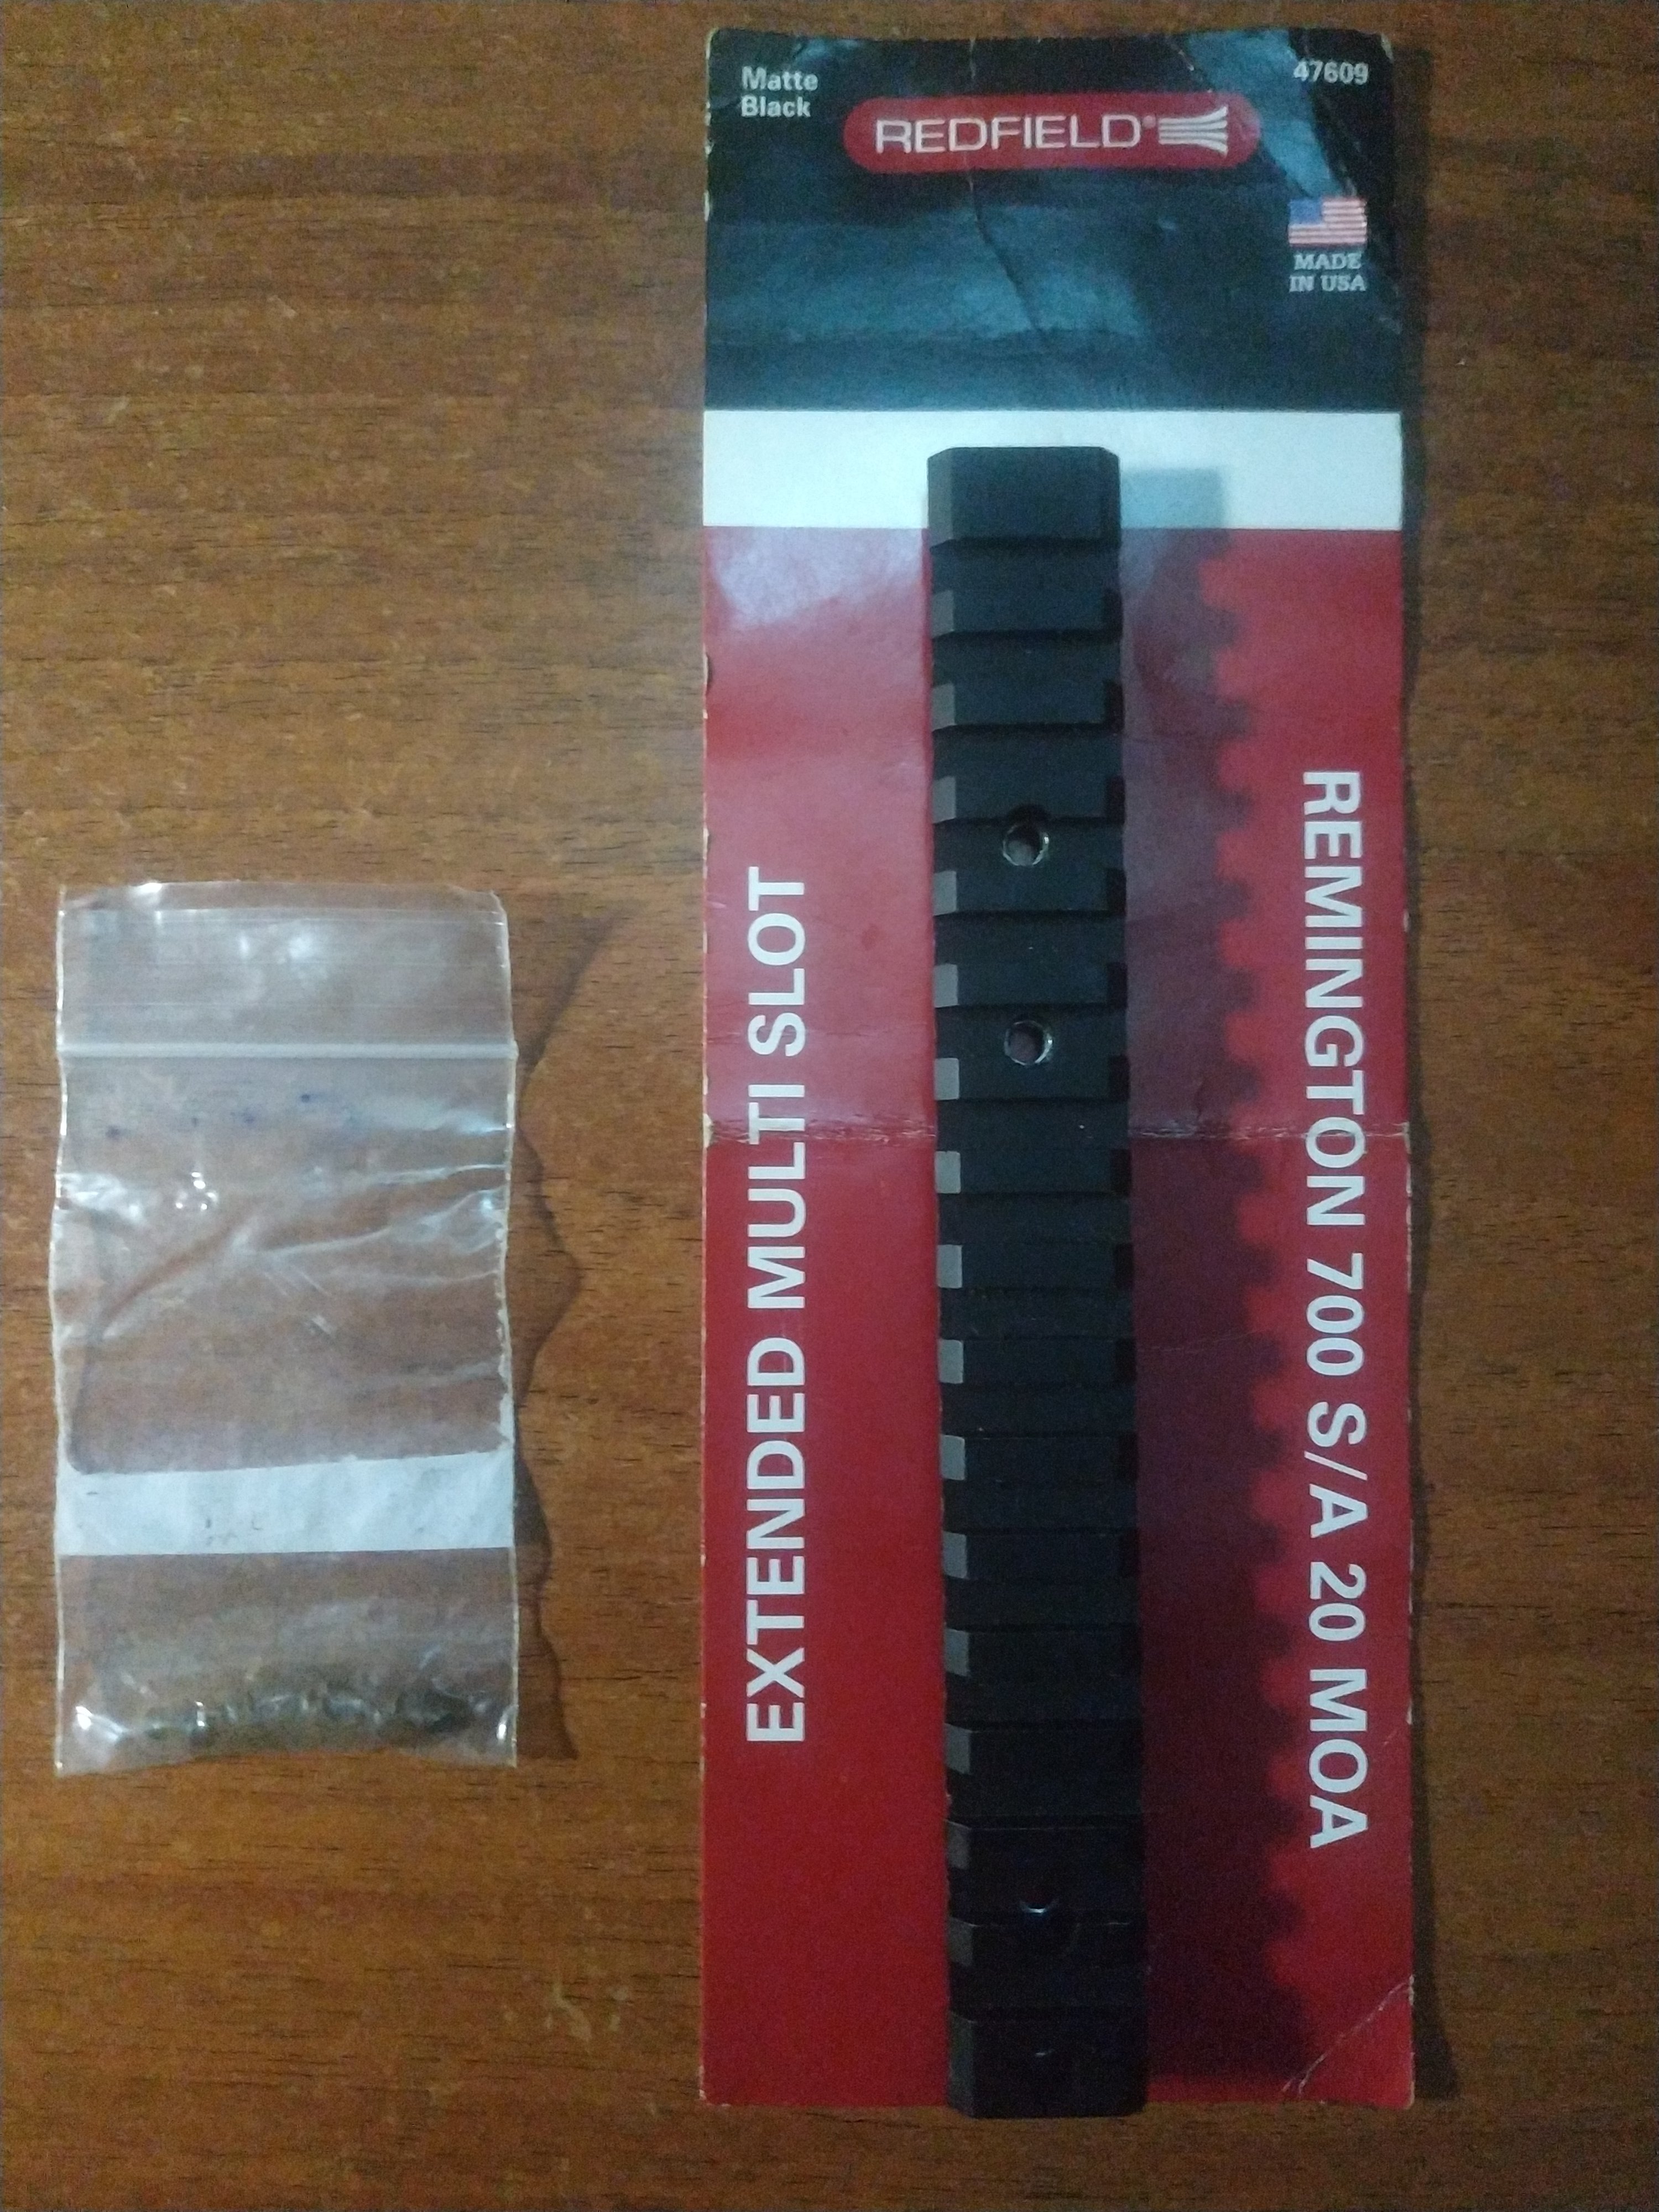 Matte
Black
47609
REDFIELD®
MADE
IN USA
EXTENDED MULTI SLOT
REMINGTON 700 S/A 20 MOA